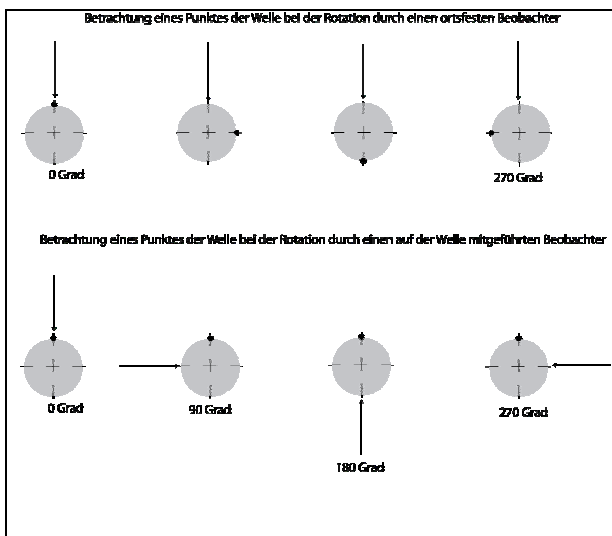 Betrachtung eines Punktes der Welle bei der Rotation durch einen ortsfesten Beobachter
0 Grad
270 Grad
Betrachtung eines Punktes der Welle bei der Rotation durch einen auf der Welle mitgeführten Beobachter
0 Grad
90 Grad
270 Grad
180 Grad